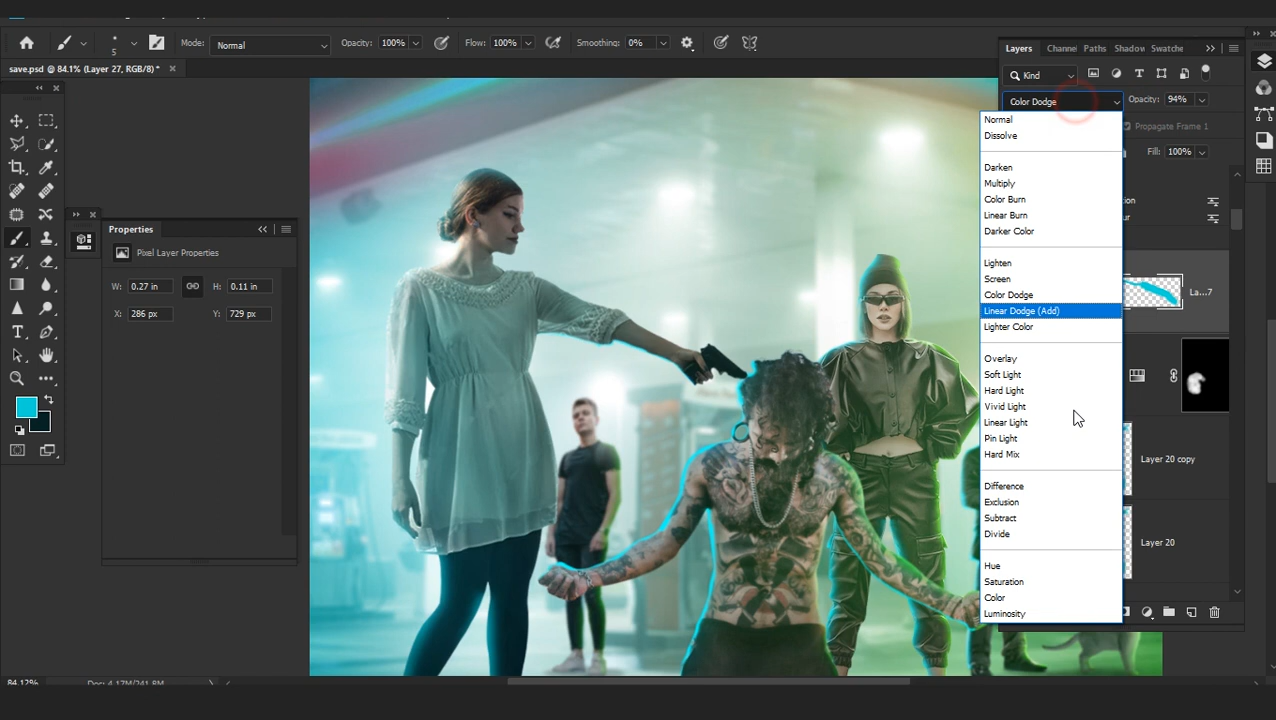 Mode: Normal Opacity: 100% Flow: 100% Smoothing: 0%
5
save.psd @ 84.1% (Layer 27, RGB/8) *
Layers Channel Paths Shadow Swatche
Kind
Color Dodge Opacity: 94%
Propagate Frame 1
Fill: 100%
Normal
Dissolve
Darken
Multiply
Color Burn
Linear Burn
Darker Color
Lighten
Screen
Color Dodge
Linear Dodge (Add)
Lighter Color
Overlay
Soft Light
Hard Light
Vivid Light
Linear Light
Pin Light
Hard Mix
Difference
Exclusion
Subtract
Divide
Hue
Saturation
Color
Luminosity
ion
ur
La...7
Layer 20 copy
Layer 20
Properties
Pixel Layer Properties
W: 0.27 in H: 0.11 in
X: 286 px Y: 729 px
84.12% Doc: 4.17M/241.8M